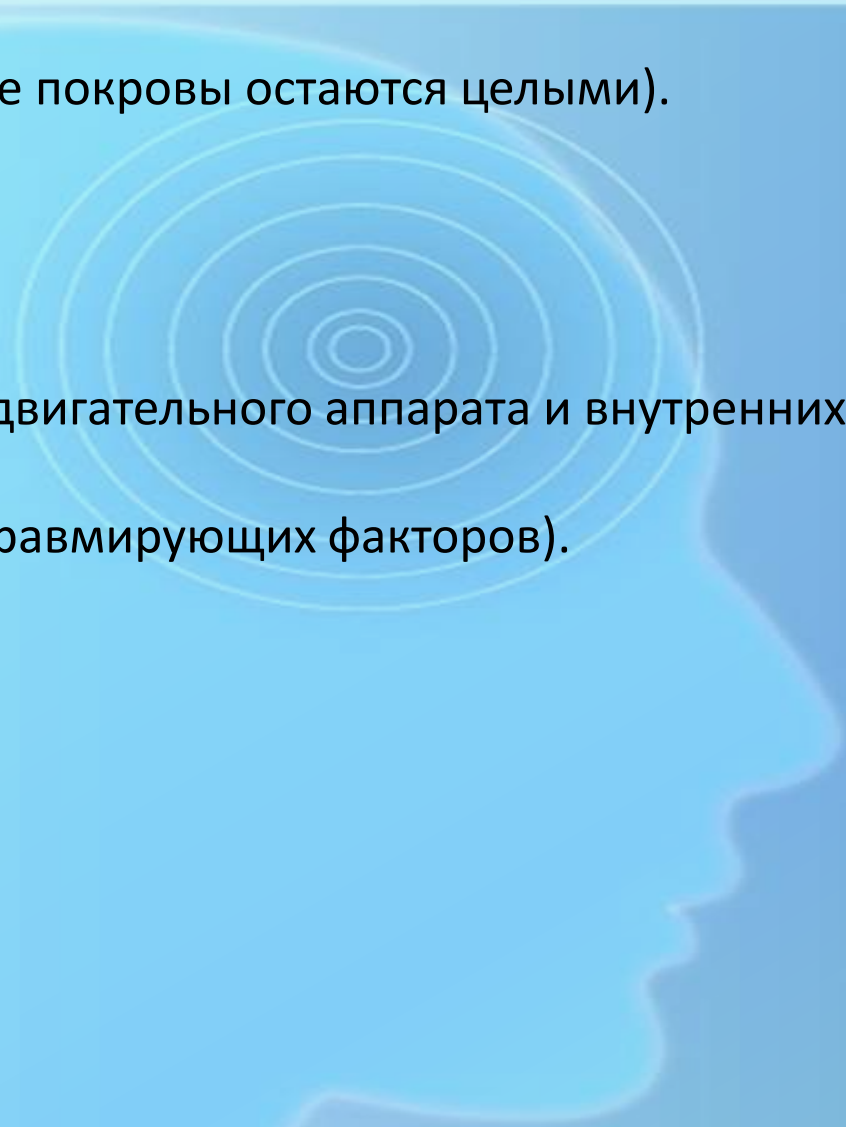 е покровы остаются целыми).
двигательного аппарата и внутренних
равмирующих факторов).